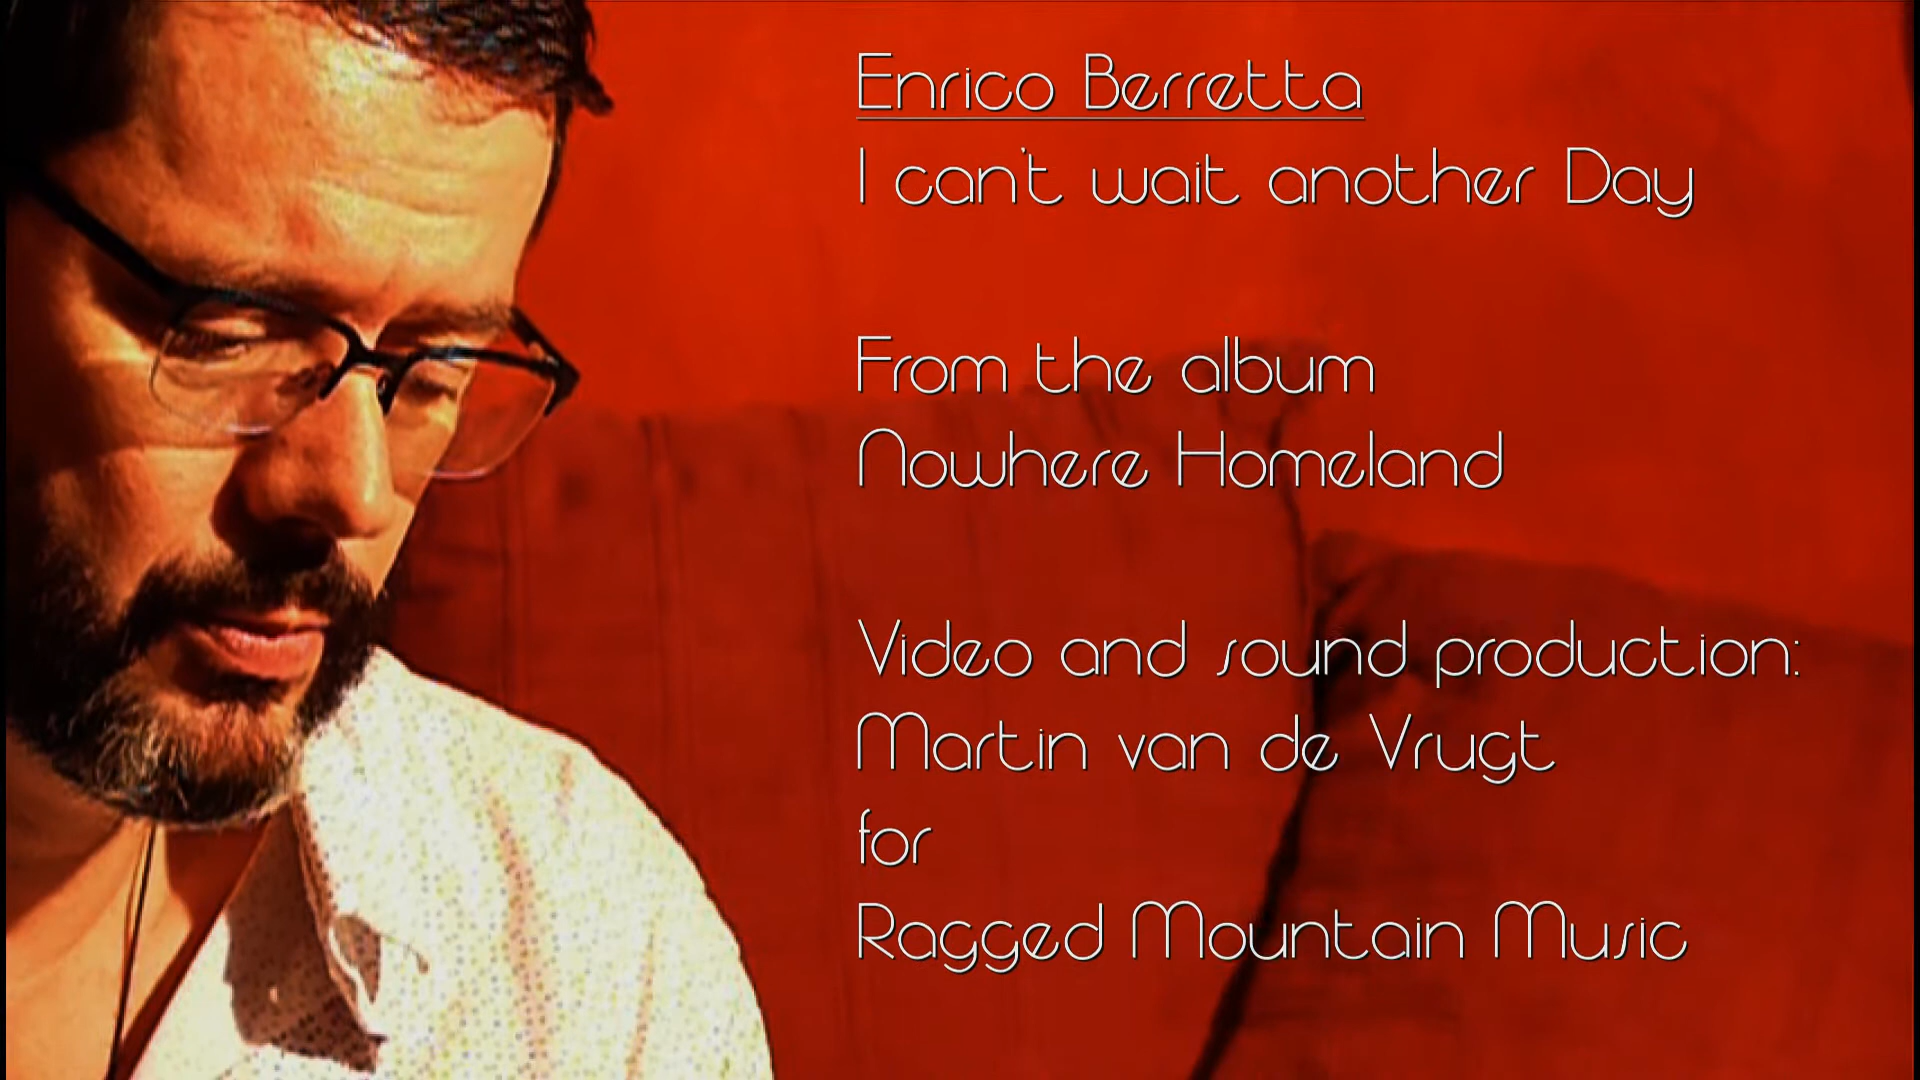 Enrico Berretta
I can't wait another Day
From the album
Nowhere Homeland
Video and sound production:
Martin van de Vrugt
for
Ragged Mountain Music